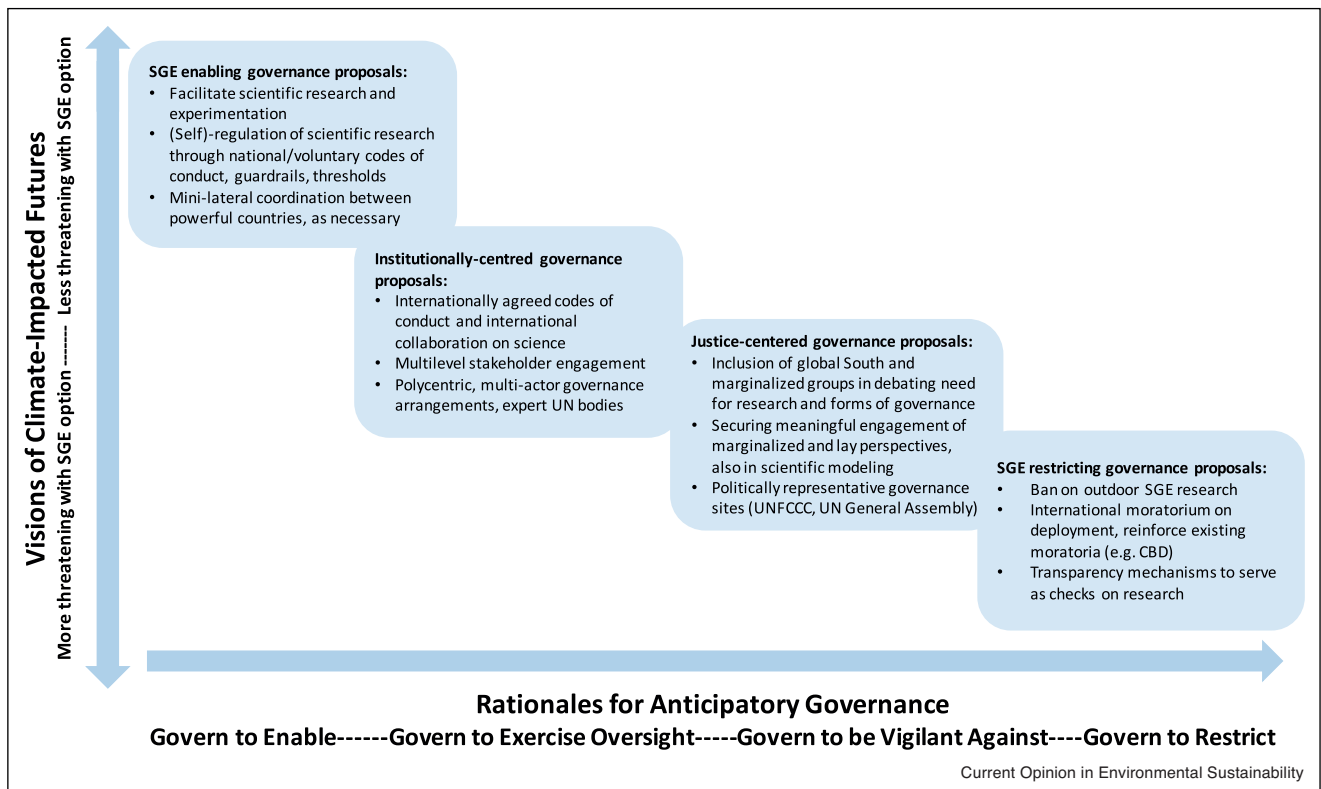 Visions of Climate-Impacted Futures
More threatening with SGE option ------- Less threatening with SGE option
SGE enabling governance proposals:
• Facilitate scientific research and
experimentation
• (Self)-regulation of scientific research
through national/voluntary codes of
conduct, guardrails, thresholds
• Mini-lateral coordination between
powerful countries, as necessary
Institutionally-centred governance
proposals:
• Internationally agreed codes of
conduct and international
collaboration on science
• Multilevel stakeholder engagement
• Polycentric, multi-actor governance
arrangements, expert UN bodies
Justice-centered governance proposals:
• Inclusion of global South and
marginalized groups in debating need
for research and forms of governance
• Securing meaningful engagement of
marginalized and lay perspectives,
also in scientific modeling
• Politically representative governance
sites (UNFCCC, UN General Assembly)
SGE restricting governance proposals:
• Ban on outdoor SGE research
• International moratorium on
deployment, reinforce existing
moratoria (e.g. CBD)
• Transparency mechanisms to serve
as checks on research
Rationales for Anticipatory Governance
Govern to Enable------Govern to Exercise Oversight-----Govern to be Vigilant Against----Govern to Restrict
Current Opinion in Environmental Sustainability